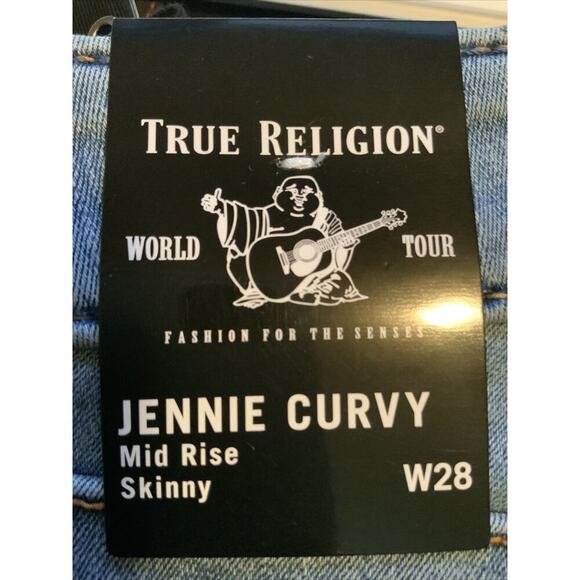 TRUE RELIGION®
WORLD TOUR
FASHION FOR THE SENSES
JENNIE CURVY
Mid Rise
Skinny W28